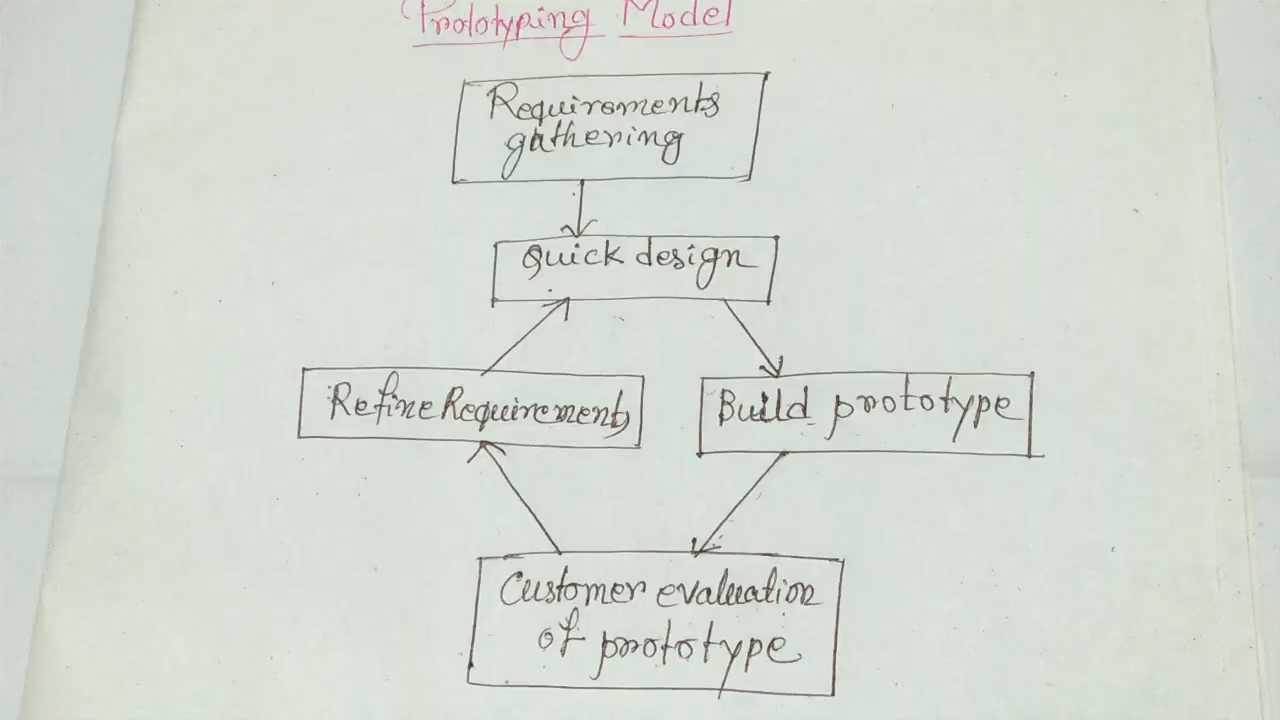 Prototyping Model
Requirements
gathering
Quick design
Refine Requirements
Build prototype
Customer evaluation
of prototype